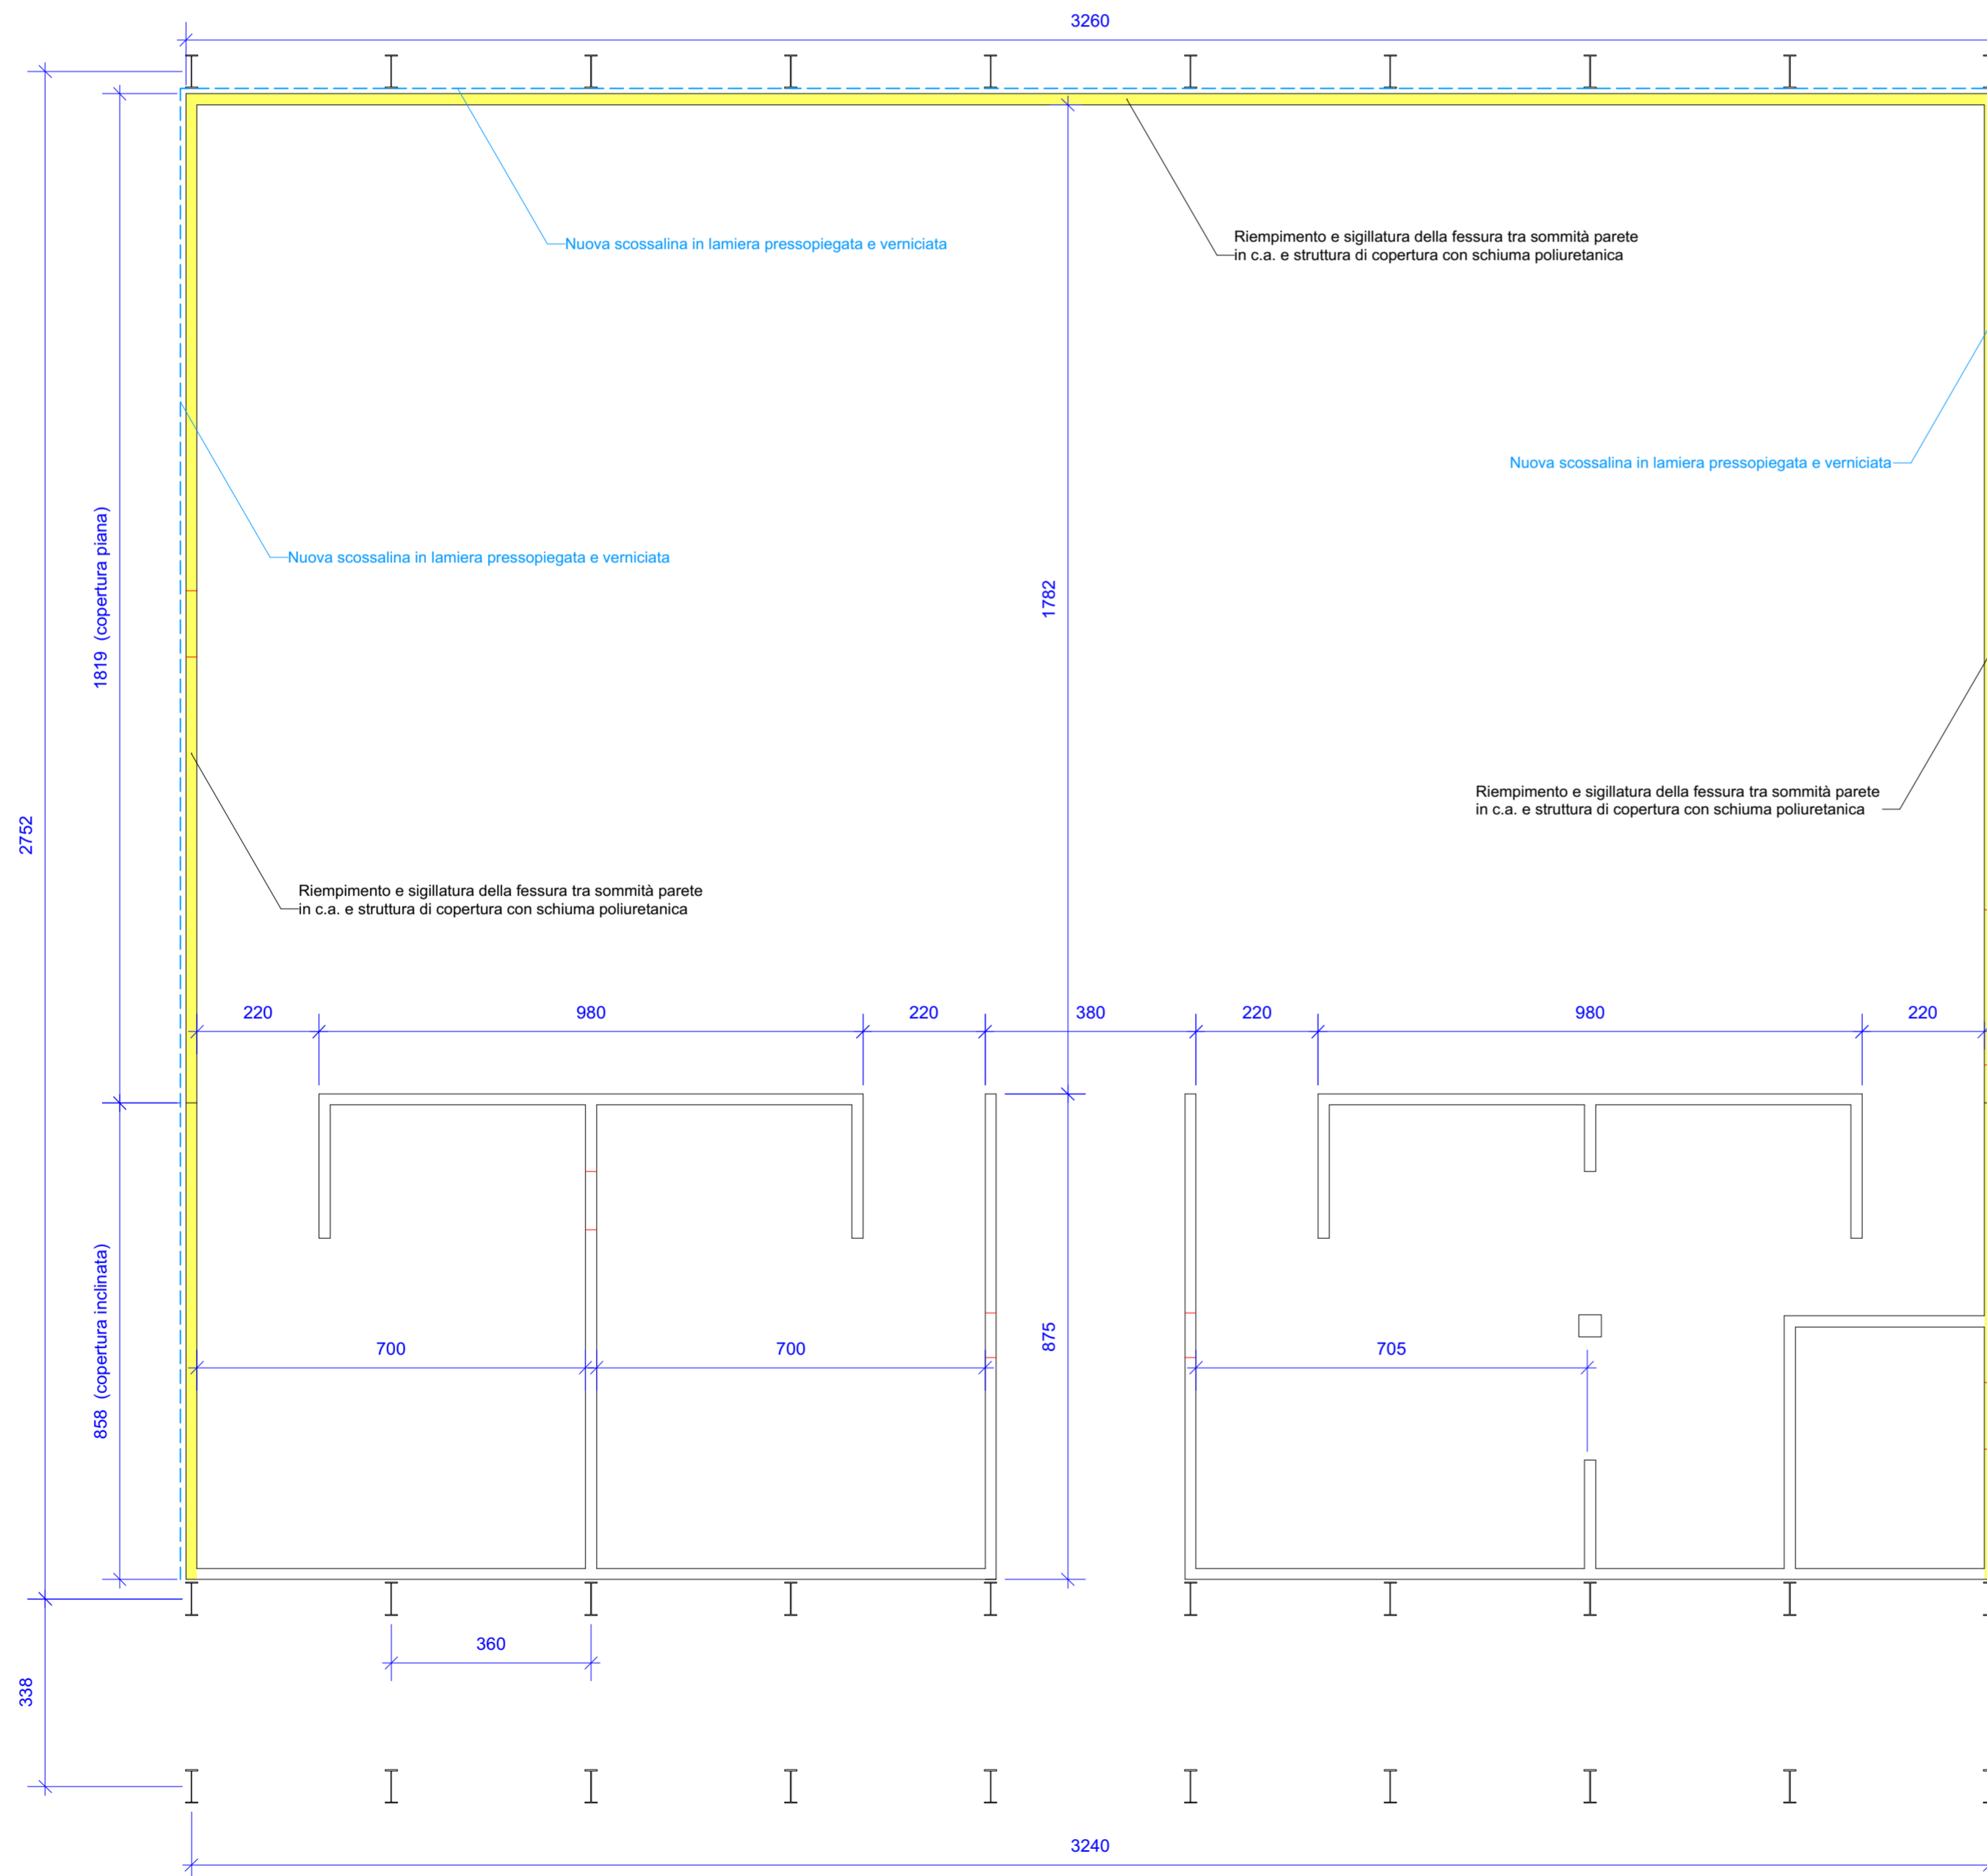 3260
Nuova scossalina in lamiera pressopiegata e verniciata
Riempimento e sigillatura della fessura tra sommità parete
in c.a. e struttura di copertura con schiuma poliuretanica
Nuova scossalina in lamiera pressopiegata e verniciata
1819 (copertura piana)
Nuova scossalina in lamiera pressopiegata e verniciata
1782
2752
Riempimento e sigillatura della fessura tra sommità parete
in c.a. e struttura di copertura con schiuma poliuretanica
Riempimento e sigillatura della fessura tra sommità parete
in c.a. e struttura di copertura con schiuma poliuretanica
220
980
220
380
220
980
220
858 (copertura inclinata)
875
700
700
705
360
338
3240